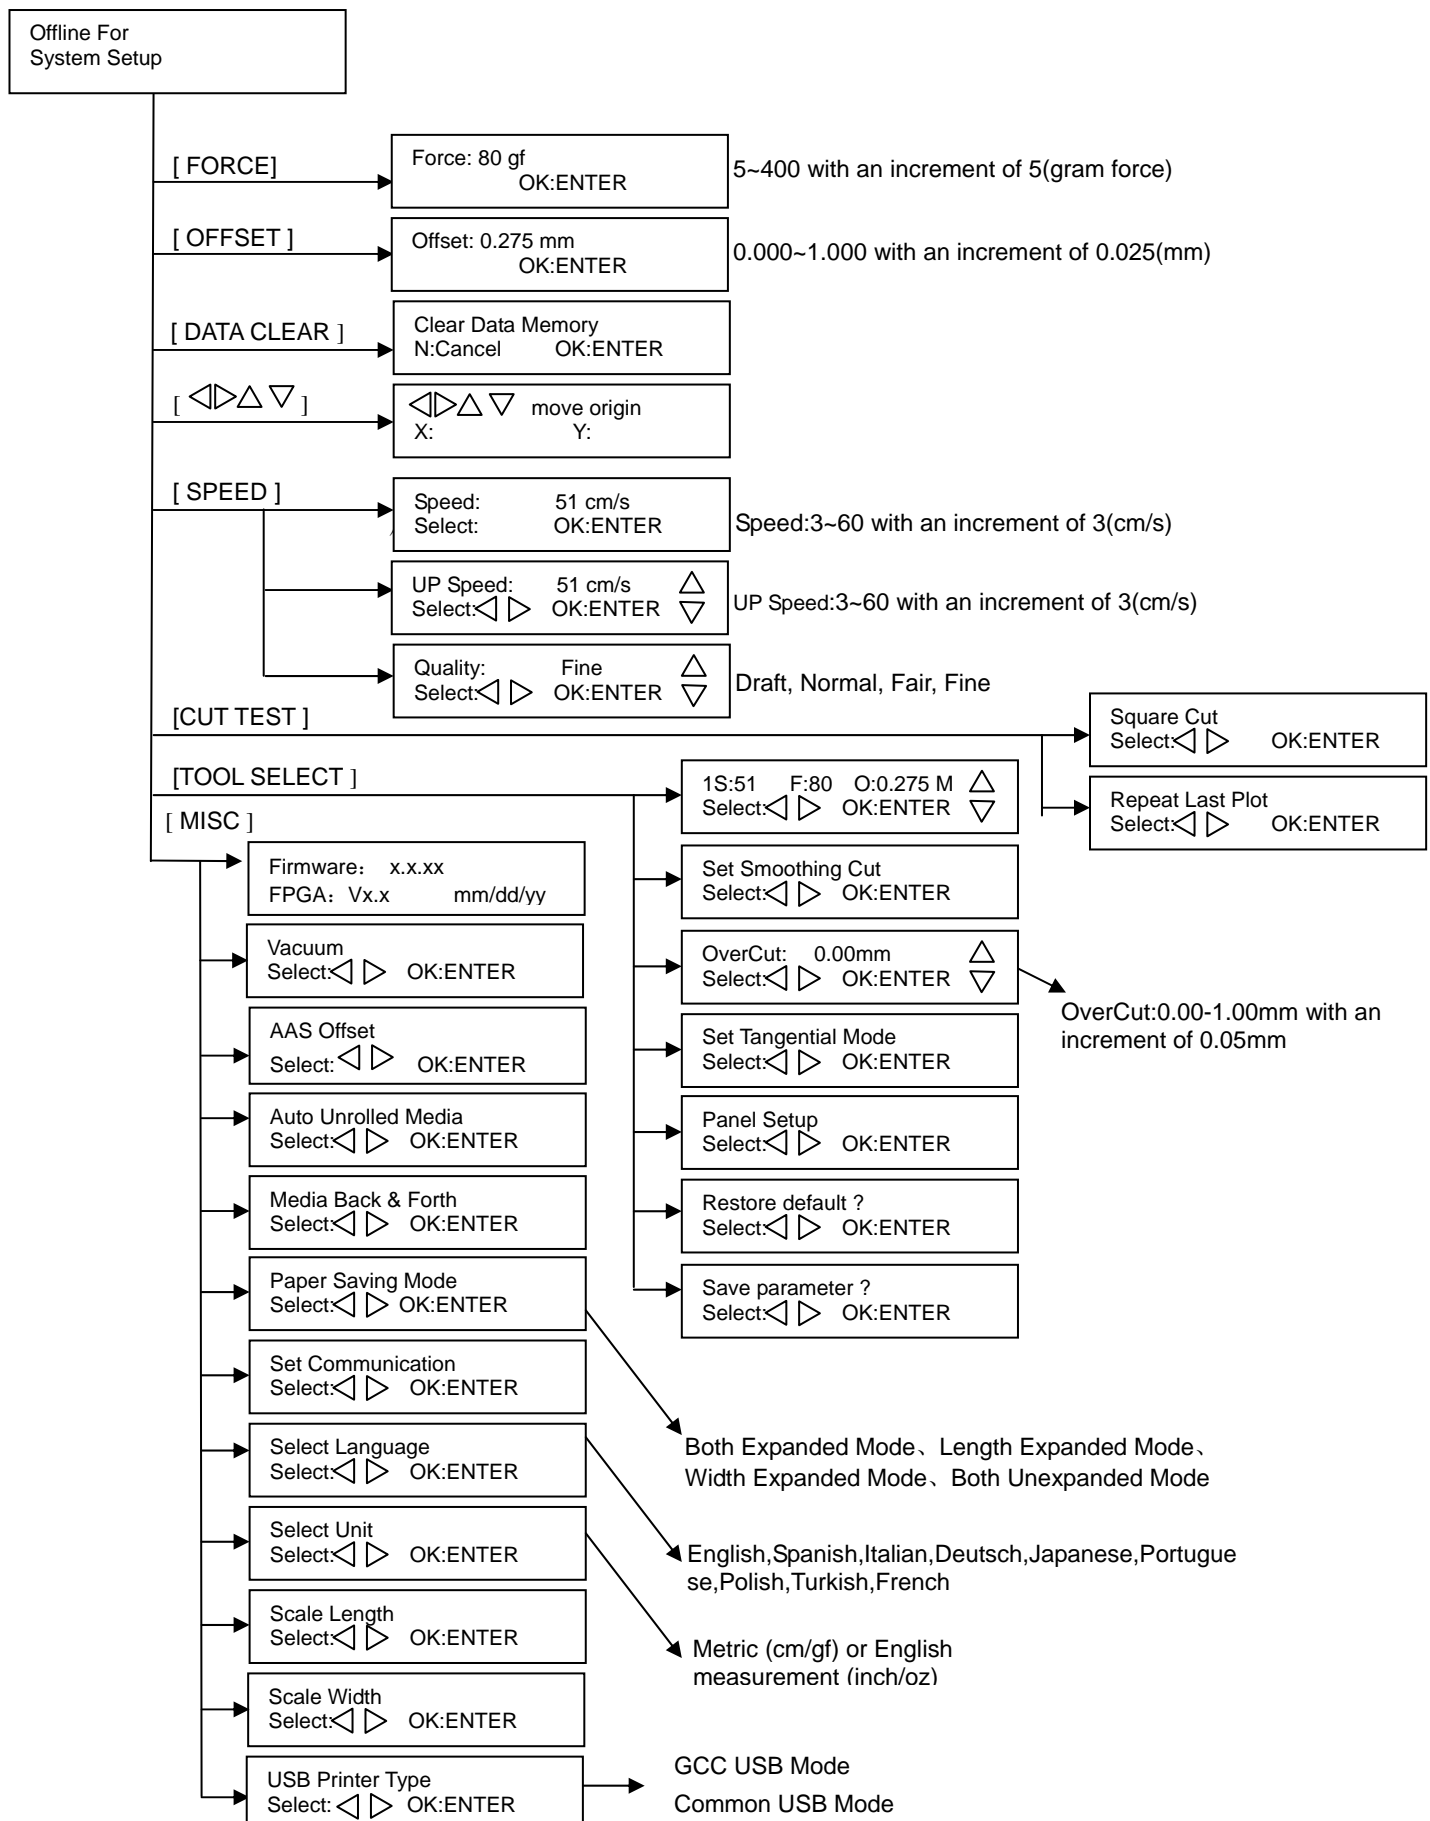 Offline For
System Setup
[ FORCE]
Force: 80 gf
OK:ENTER
5~400 with an increment of 5(gram force)
[ OFFSET ]
Offset: 0.275 mm
OK:ENTER
0.000~1.000 with an increment of 0.025(mm)
[ DATA CLEAR ]
Clear Data Memory
N:Cancel OK:ENTER
[ ◁▷△ ▽ ]
◁▷△ ▽ move origin
X: Y:
[ SPEED ]
Speed: 51 cm/s
Select: OK:ENTER
Speed:3~60 with an increment of 3(cm/s)
UP Speed: 51 cm/s △
Select:◁ ▷ OK:ENTER ▽
UP Speed:3~60 with an increment of 3(cm/s)
Quality: Fine △
Select:◁ ▷ OK:ENTER ▽
Draft, Normal, Fair, Fine
[CUT TEST ]
Square Cut
Select:◁ ▷ OK:ENTER
Repeat Last Plot
Select:◁ ▷ OK:ENTER
[TOOL SELECT ]
1S:51 F:80 O:0.275 M △
Select:◁ ▷ OK:ENTER ▽
Set Smoothing Cut
Select:◁ ▷ OK:ENTER
OverCut: 0.00mm △
Select:◁ ▷ OK:ENTER ▽
OverCut:0.00-1.00mm with an
increment of 0.05mm
Set Tangential Mode
Select:◁ ▷ OK:ENTER
Panel Setup
Select:◁ ▷ OK:ENTER
Restore default ?
Select:◁ ▷ OK:ENTER
Save parameter ?
Select:◁ ▷ OK:ENTER
[ MISC ]
Firmware： x.x.xx
FPGA：Vx.x mm/dd/yy
Vacuum
Select:◁ ▷ OK:ENTER
AAS Offset
Select: ◁ ▷ OK:ENTER
Auto Unrolled Media
Select:◁ ▷ OK:ENTER
Media Back & Forth
Select:◁ ▷ OK:ENTER
Paper Saving Mode
Select:◁ ▷ OK:ENTER
Both Expanded Mode、Length Expanded Mode、
Width Expanded Mode、Both Unexpanded Mode
Set Communication
Select:◁ ▷ OK:ENTER
Select Language
Select:◁ ▷ OK:ENTER
English,Spanish,Italian,Deutsch,Japanese,Portugue
se,Polish,Turkish,French
Select Unit
Select:◁ ▷ OK:ENTER
Metric (cm/gf) or English
measurement (inch/oz)
Scale Length
Select:◁ ▷ OK:ENTER
Scale Width
Select:◁ ▷ OK:ENTER
USB Printer Type
Select: ◁ ▷ OK:ENTER
GCC USB Mode
Common USB Mode